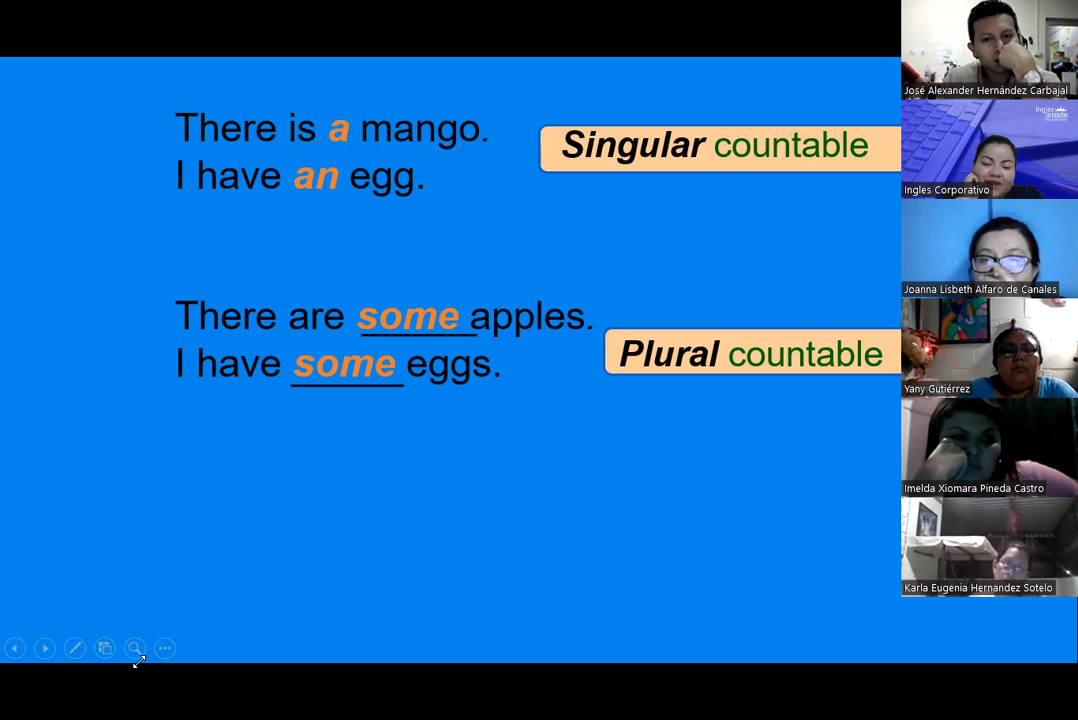 There is a mango.
I have an egg.
Singular countable
There are some apples.
I have some eggs.
Plural countable
José Alexander Hernández Carbajal
Ingles Corporativo
Joanna Lisbeth Alfaro de Canales
Yany Gutiérrez
Imelda Xiomara Pineda Castro
Karla Eugenia Hernandez Sotelo